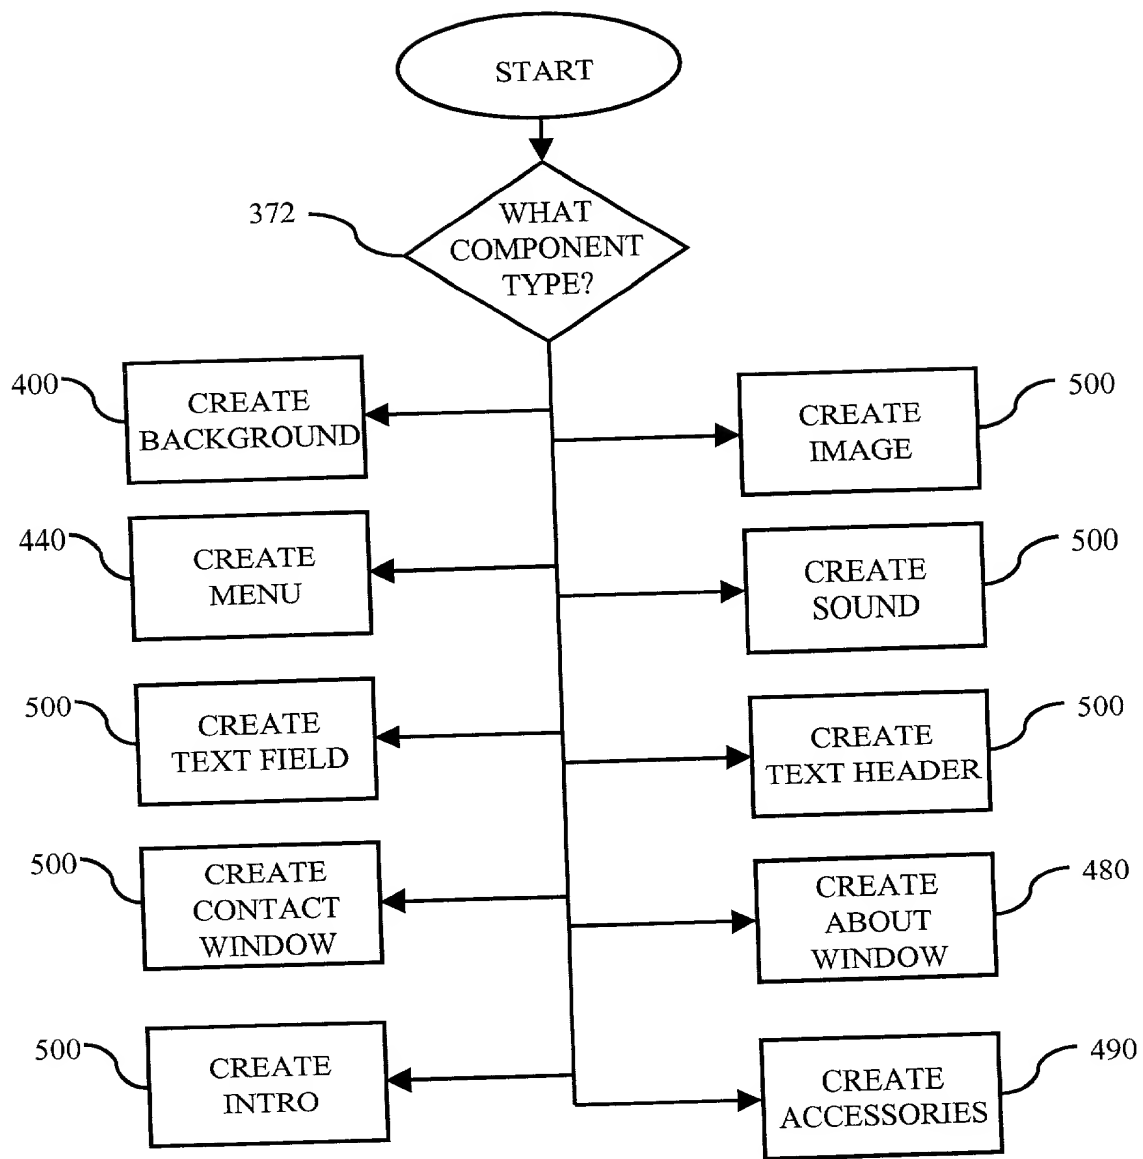 START
372
WHAT
COMPONENT
TYPE?
400
CREATE
BACKGROUND
CREATE
IMAGE
500
440
CREATE
MENU
CREATE
SOUND
500
500
CREATE
TEXT FIELD
CREATE
TEXT HEADER
500
500
CREATE
CONTACT
WINDOW
CREATE
ABOUT
WINDOW
480
500
CREATE
INTRO
CREATE
ACCESSORIES
490